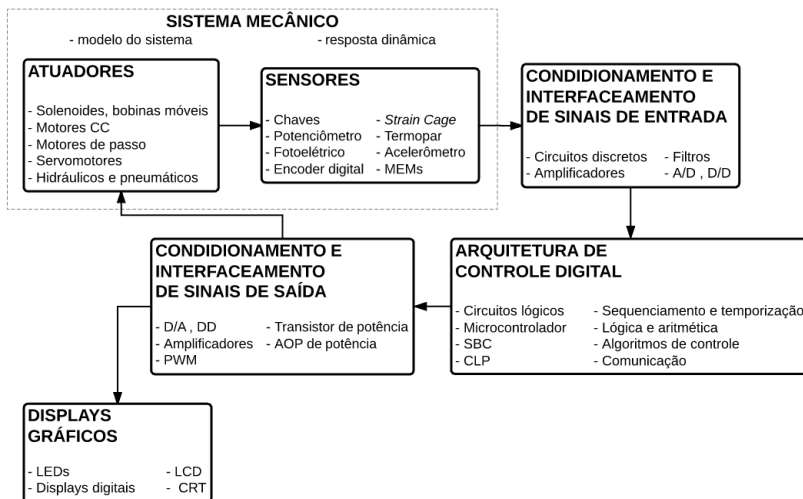 SISTEMA MECÂNICO
- modelo do sistema - resposta dinâmica
ATUADORES
- Solenoides, bobinas móveis
- Motores CC
- Motores de passo
- Servomotores
- Hidráulicos e pneumáticos
SENSORES
- Chaves - Strain Cage
- Potenciômetro - Termopar
- Fotoelétrico - Acelerômetro
- Encoder digital - MEMs
CONDIDIONAMENTO E
INTERFACEAMENTO
DE SINAIS DE ENTRADA
- Circuitos discretos - Filtros
- Amplificadores - A/D , D/D
CONDIDIONAMENTO E
INTERFACEAMENTO
DE SINAIS DE SAÍDA
- D/A , DD - Transistor de potência
- Amplificadores - AOP de potência
- PWM
ARQUITETURA DE
CONTROLE DIGITAL
- Circuitos lógicos - Sequenciamento e temporização
- Microcontrolador - Lógica e aritmética
- SBC - Algoritmos de controle
- CLP - Comunicação
DISPLAYS
GRÁFICOS
- LEDs - LCD
- Displays digitais - CRT